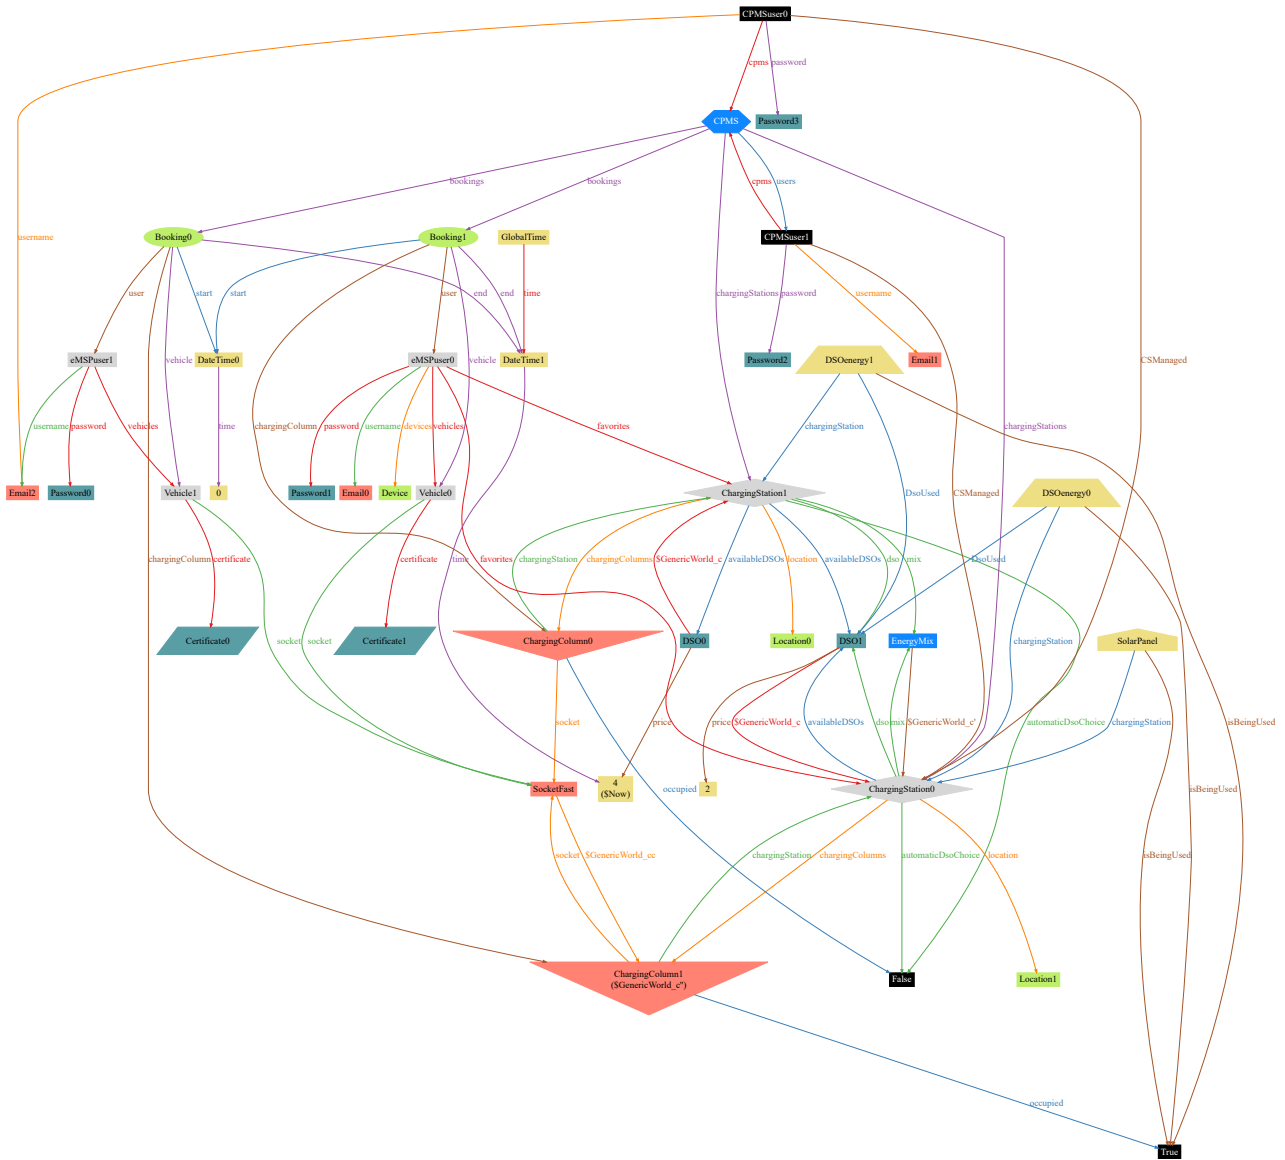 CPMSuser0
cpms
password
CPMS
Password3
username
bookings
bookings
cpms
users
Booking0
Booking1
GlobalTime
CPMSuser1
user
start
start
user
end
end
time
chargingStations
password
username
vehicle
vehicle
CSManaged
eMSPuser1
DateTime0
eMSPuser0
DateTime1
Password2
DSOenergy1
Email1
username
password
vehicles
time
chargingColumn
password
username
devices
vehicles
favorites
chargingStation
chargingStations
Email2
Password0
Vehicle1
0
Password1
Email0
Device
Vehicle0
ChargingStation1
DsoUsed
CSManaged
DSOenergy0
chargingColumn
certificate
certificate
time
favorites
chargingStation
chargingColumns
$GenericWorld_c
availableDSOs
location
availableDSOs
dso
mix
DsoUsed
Certificate0
socket
socket
Certificate1
ChargingColumn0
DSO0
Location0
DSO1
EnergyMix
chargingStation
SolarPanel
socket
price
price
$GenericWorld_c
availableDSOs
dso
mix
$GenericWorld_c'
automaticDsoChoice
chargingStation
isBeingUsed
SocketFast
4
($Now)
occupied
2
ChargingStation0
isBeingUsed
socket
$GenericWorld_cc
chargingStation
chargingColumns
automaticDsoChoice
location
isBeingUsed
ChargingColumn1
($GenericWorld_c")
False
Location1
occupied
True